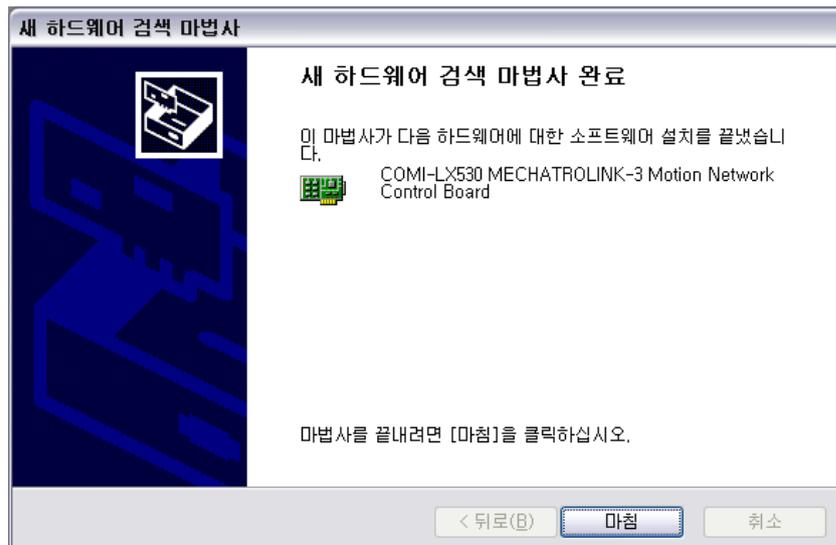 새 하드웨어 검색 마법사
새 하드웨어 검색 마법사 완료
이 마법사가 다음 하드웨어에 대한 소프트웨어 설치를 끝냈습니
다.
COMI-LX530 MECHATROLINK-3 Motion Network
Control Board
마법사를 끝내려면 [마침]을 클릭하십시오.
< 뒤로(B) 마침 취소